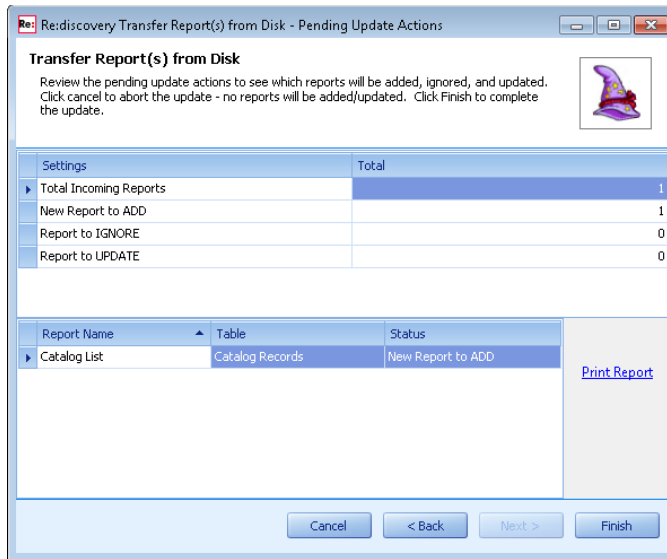 Re: Re:discovery Transfer Report(s) from Disk - Pending Update Actions
Transfer Report(s) from Disk
Review the pending update actions to see which reports will be added, ignored, and updated.
Click cancel to abort the update - no reports will be added/updated. Click Finish to complete
the update.
Settings Total
Total Incoming Reports 1
New Report to ADD 1
Report to IGNORE 0
Report to UPDATE 0
Report Name Table Status
Catalog List Catalog Records New Report to ADD
Print Report
Cancel < Back Next > Finish